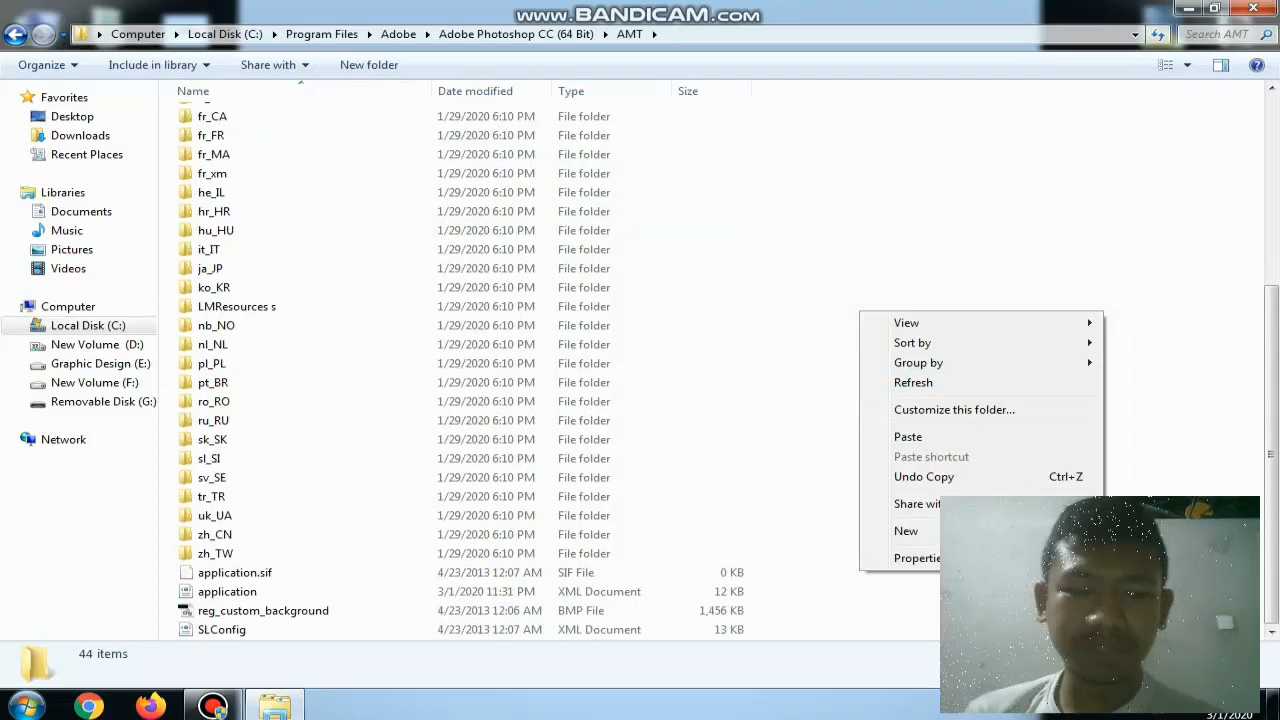 www.BANDICAM.com
Computer Local Disk (C:) Program Files Adobe Adobe Photoshop CC (64 Bit) AMT
Search AMT
Organize Include in library Share with New folder
Name Date modified Type Size
Favorites
Desktop
Downloads
Recent Places
Libraries
Documents
Music
Pictures
Videos
Computer
Local Disk (C:)
New Volume (D:)
Graphic Design (E:)
New Volume (F:)
Removable Disk (G:)
Network
fr_CA 1/29/2020 6:10 PM File folder
fr_FR 1/29/2020 6:10 PM File folder
fr_MA 1/29/2020 6:10 PM File folder
fr_xm 1/29/2020 6:10 PM File folder
he_IL 1/29/2020 6:10 PM File folder
hr_HR 1/29/2020 6:10 PM File folder
hu_HU 1/29/2020 6:10 PM File folder
it_IT 1/29/2020 6:10 PM File folder
ja_JP 1/29/2020 6:10 PM File folder
ko_KR 1/29/2020 6:10 PM File folder
LMResources s 1/29/2020 6:10 PM File folder
nb_NO 1/29/2020 6:10 PM File folder
nl_NL 1/29/2020 6:10 PM File folder
pl_PL 1/29/2020 6:10 PM File folder
pt_BR 1/29/2020 6:10 PM File folder
ro_RO 1/29/2020 6:10 PM File folder
ru_RU 1/29/2020 6:10 PM File folder
sk_SK 1/29/2020 6:10 PM File folder
sl_SI 1/29/2020 6:10 PM File folder
sv_SE 1/29/2020 6:10 PM File folder
tr_TR 1/29/2020 6:10 PM File folder
uk_UA 1/29/2020 6:10 PM File folder
zh_CN 1/29/2020 6:10 PM File folder
zh_TW 1/29/2020 6:10 PM File folder
application.sif 4/23/2013 12:07 AM SIF File 0 KB
application 3/1/2020 11:31 PM XML Document 12 KB
reg_custom_background 4/23/2013 12:06 AM BMP File 1,456 KB
SLConfig 4/23/2013 12:07 AM XML Document 13 KB
View
Sort by
Group by
Refresh
Customize this folder...
Paste
Paste shortcut
Undo Copy Ctrl+Z
Share wit
New
Propertie
44 items
3/1/2020